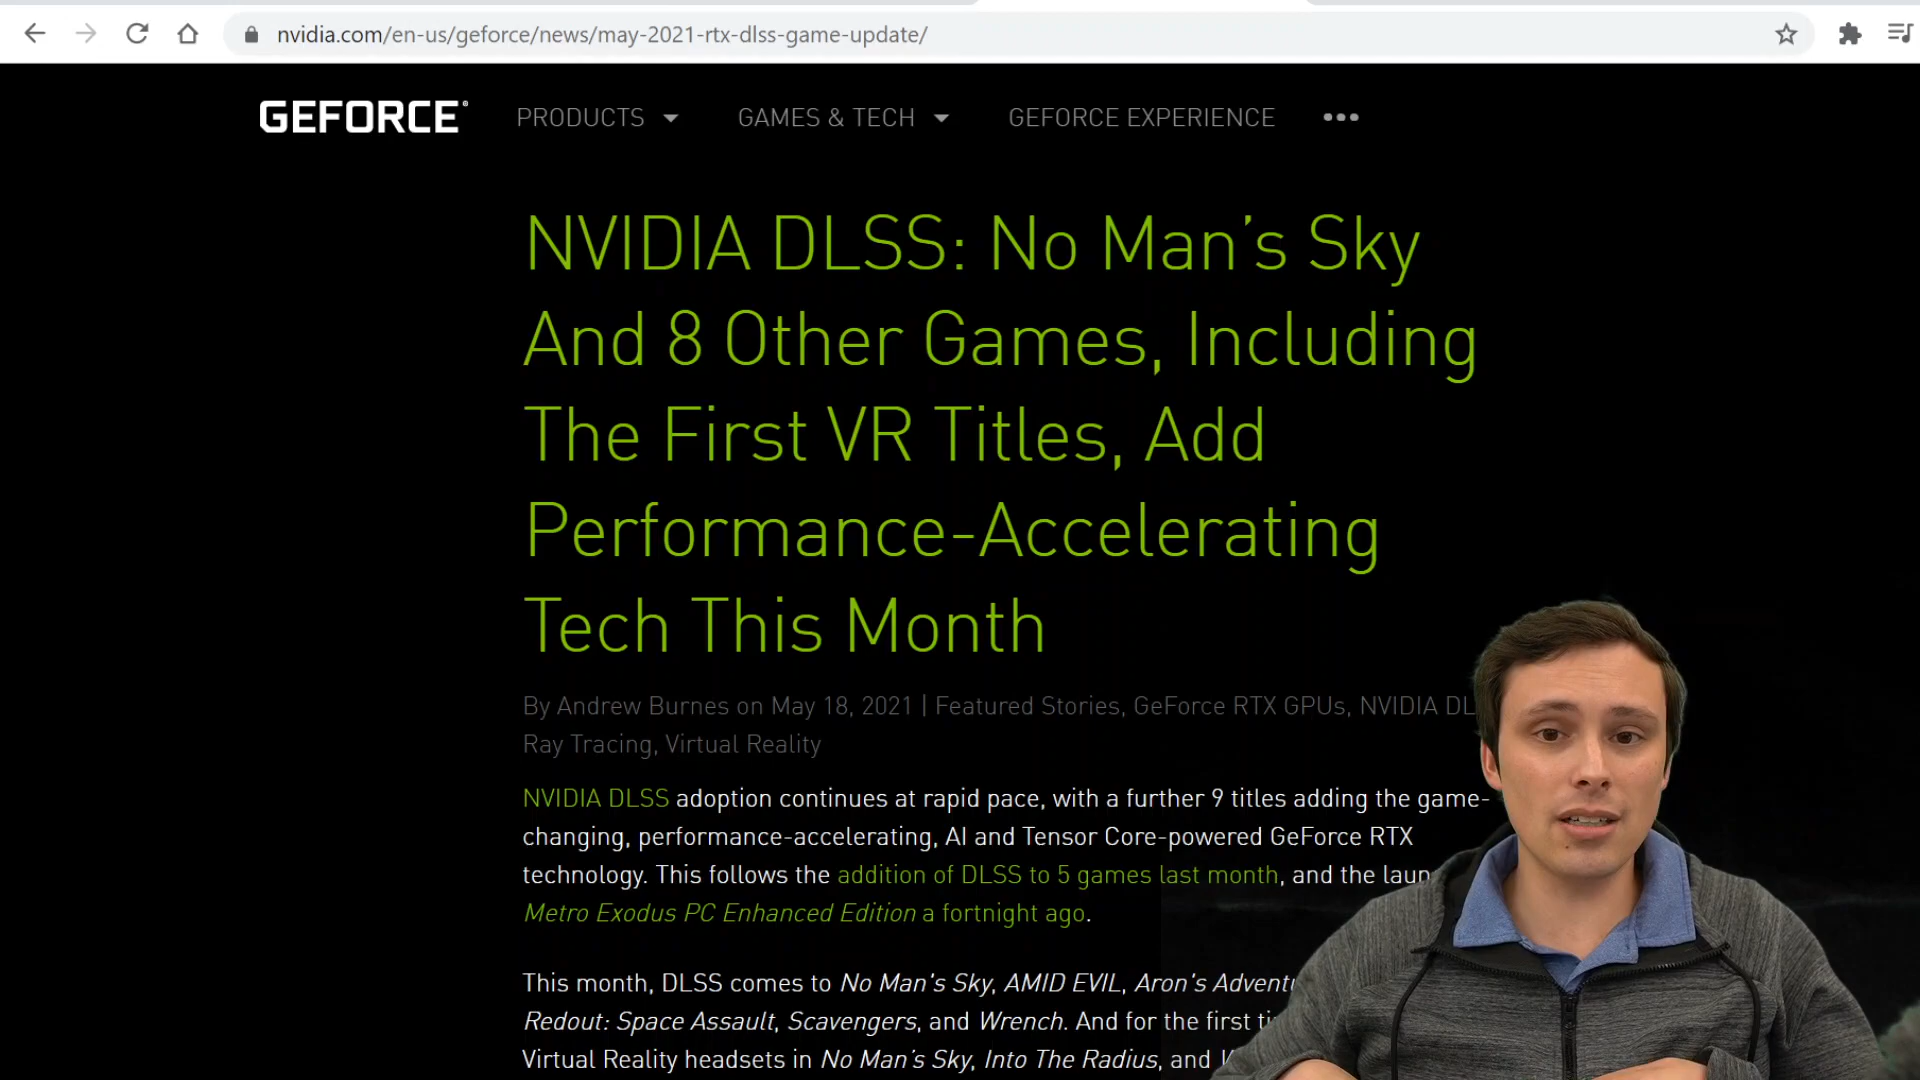 nvidia.com/en-us/geforce/news/may-2021-rtx-dlss-game-update/
GEFORCE® PRODUCTS GAMES & TECH GEFORCE EXPERIENCE
NVIDIA DLSS: No Man’s Sky
And 8 Other Games, Including
The First VR Titles, Add
Performance-Accelerating
Tech This Month
By Andrew Burnes on May 18, 2021 | Featured Stories, GeForce RTX GPUs, NVIDIA
Ray Tracing, Virtual Reality
NVIDIA DLSS adoption continues at rapid pace, with a further 9 titles adding the game-
changing, performance-accelerating, AI and Tensor Core-powered GeForce RTX
technology. This follows the addition of DLSS to 5 games last month, and the
Metro Exodus PC Enhanced Edition a fortnight ago.
This month, DLSS comes to No Man's Sky, AMID EVIL, Aron's
Redout: Space Assault, Scavengers, and Wrench. And for the first
Virtual Reality headsets in No Man’s Sky, Into The Radius, and